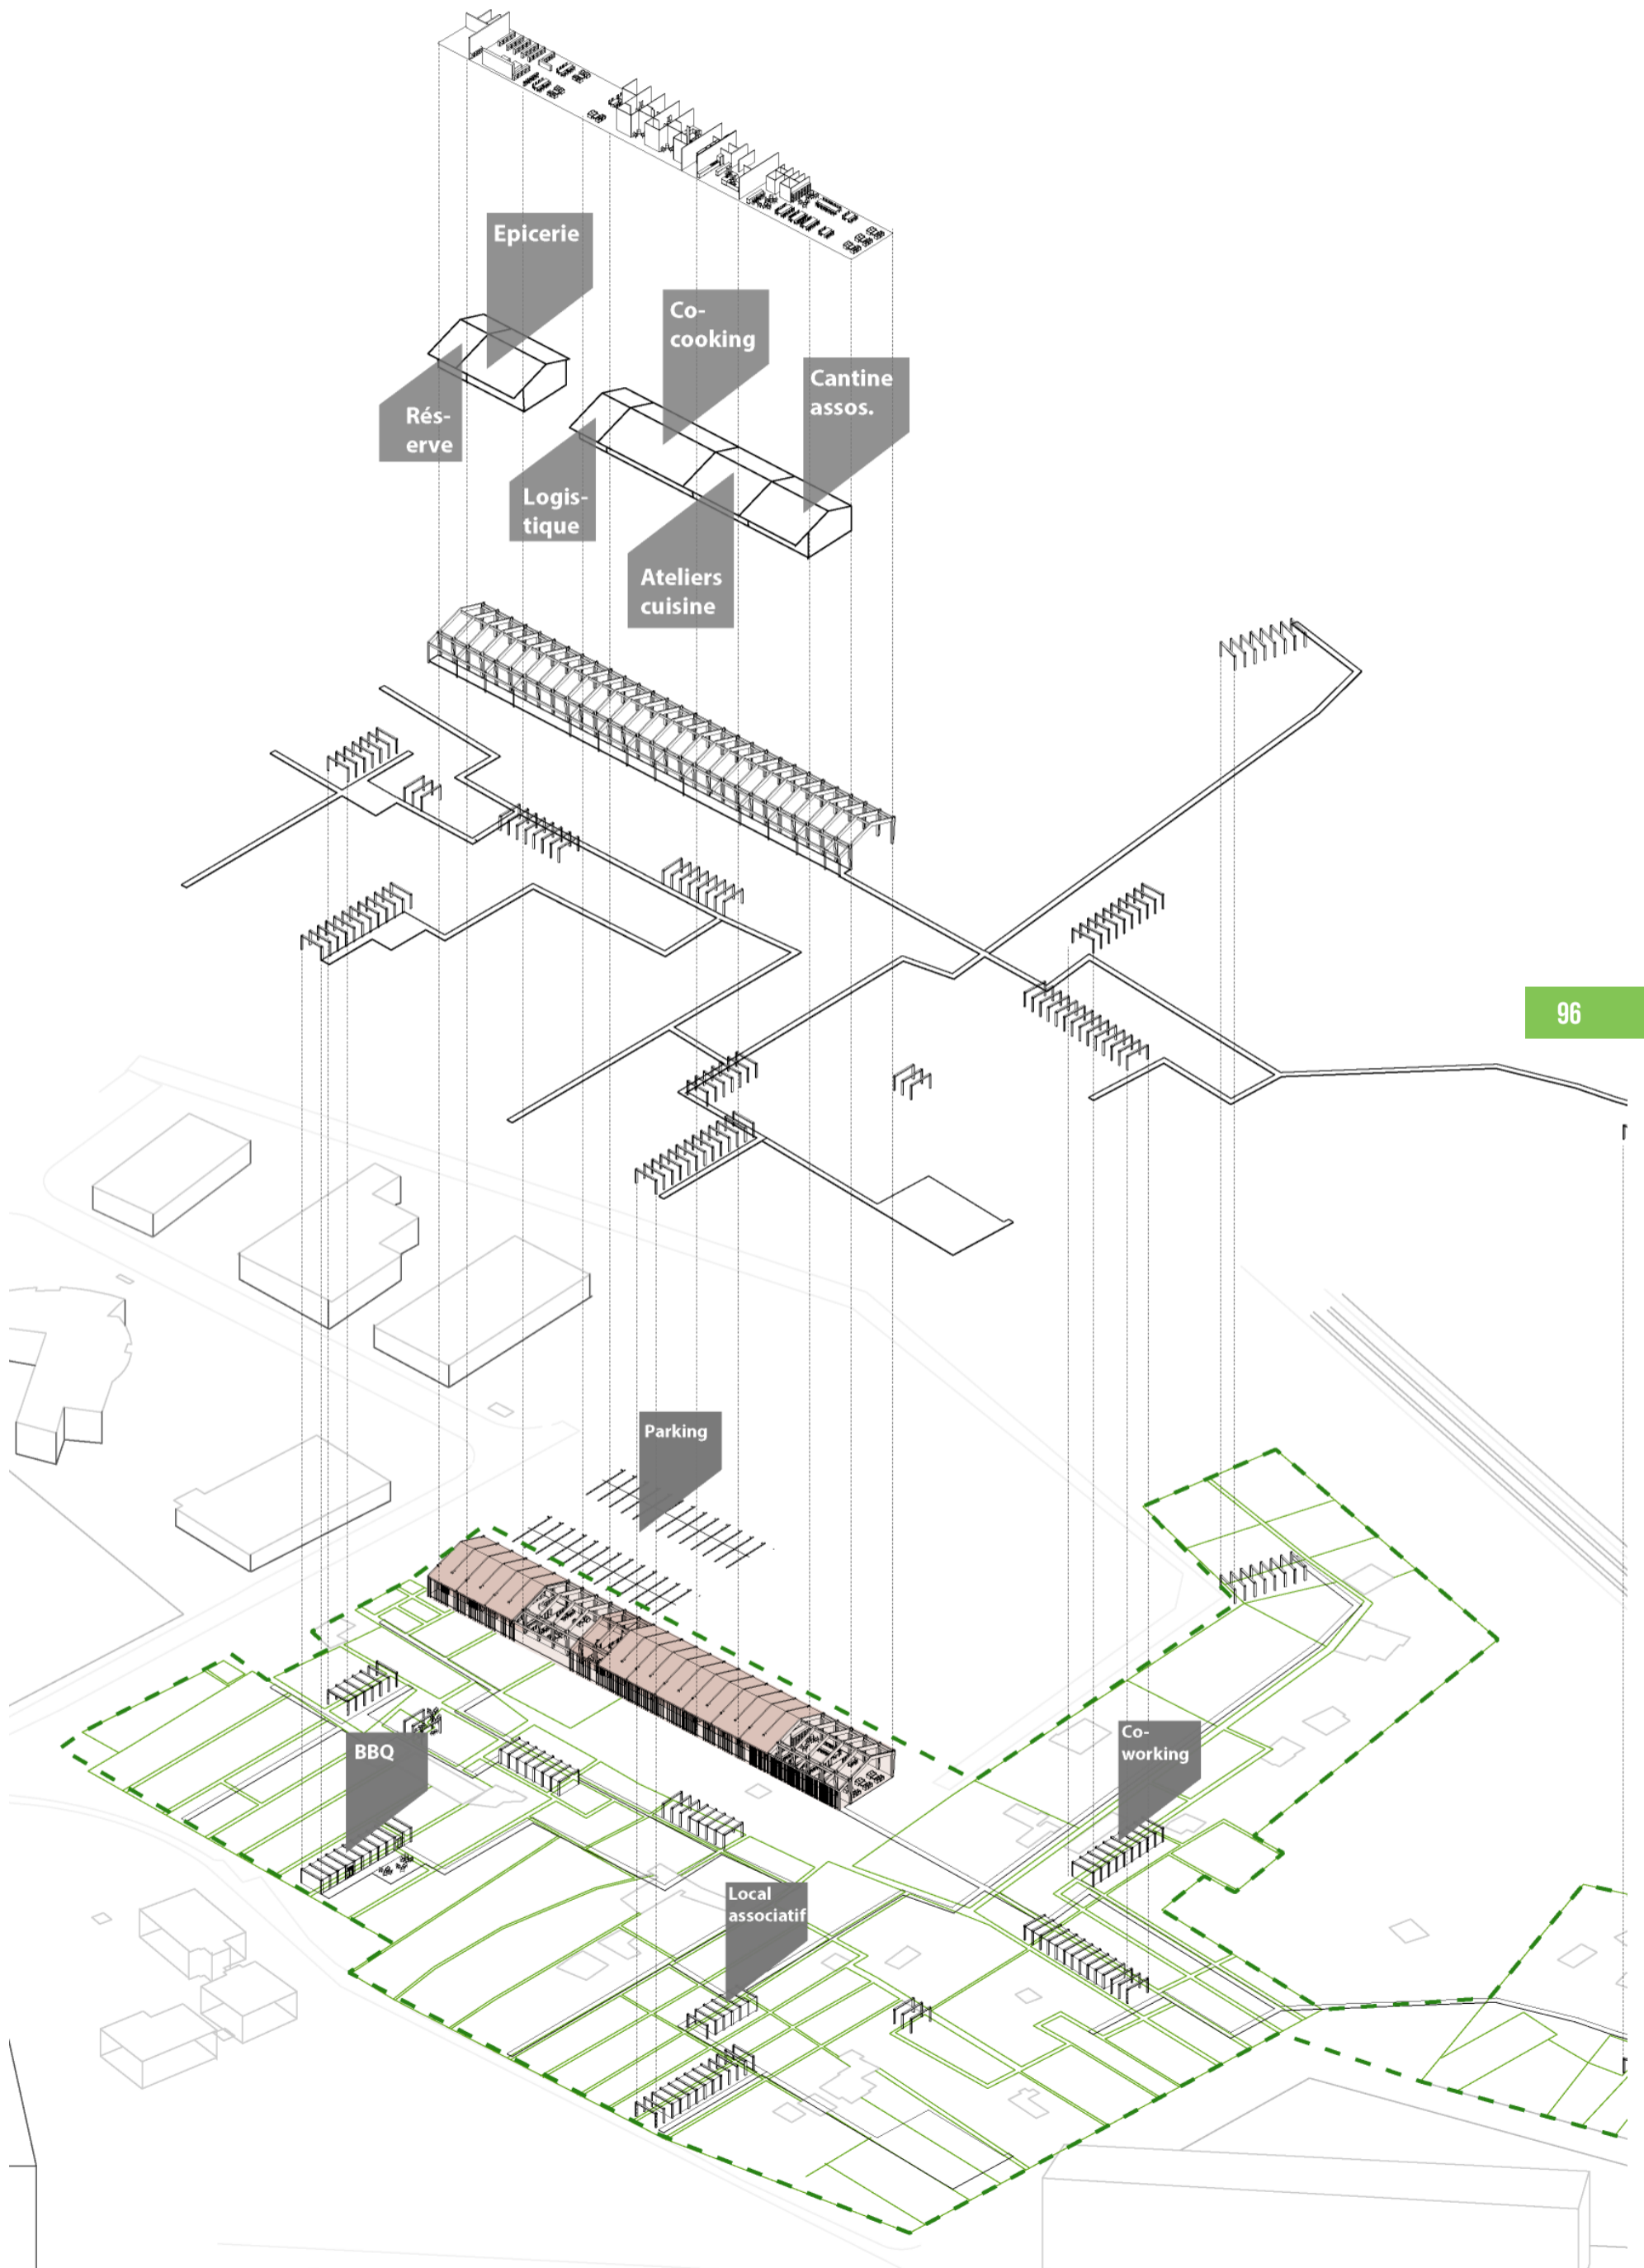 Epicerie
Co-
cooking
Cantine
assos.
Rés-
erve
Logis-
tique
Ateliers
cuisine
96
Parking
Co-
working
BBQ
Local
associatif